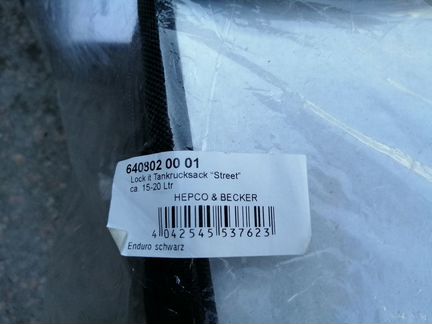 640802 00 01
Lock it Tankrucksack "Street"
ca. 15-20 Ltr
HEPCO & BECKER
4 042545 537623
Enduro schwarz